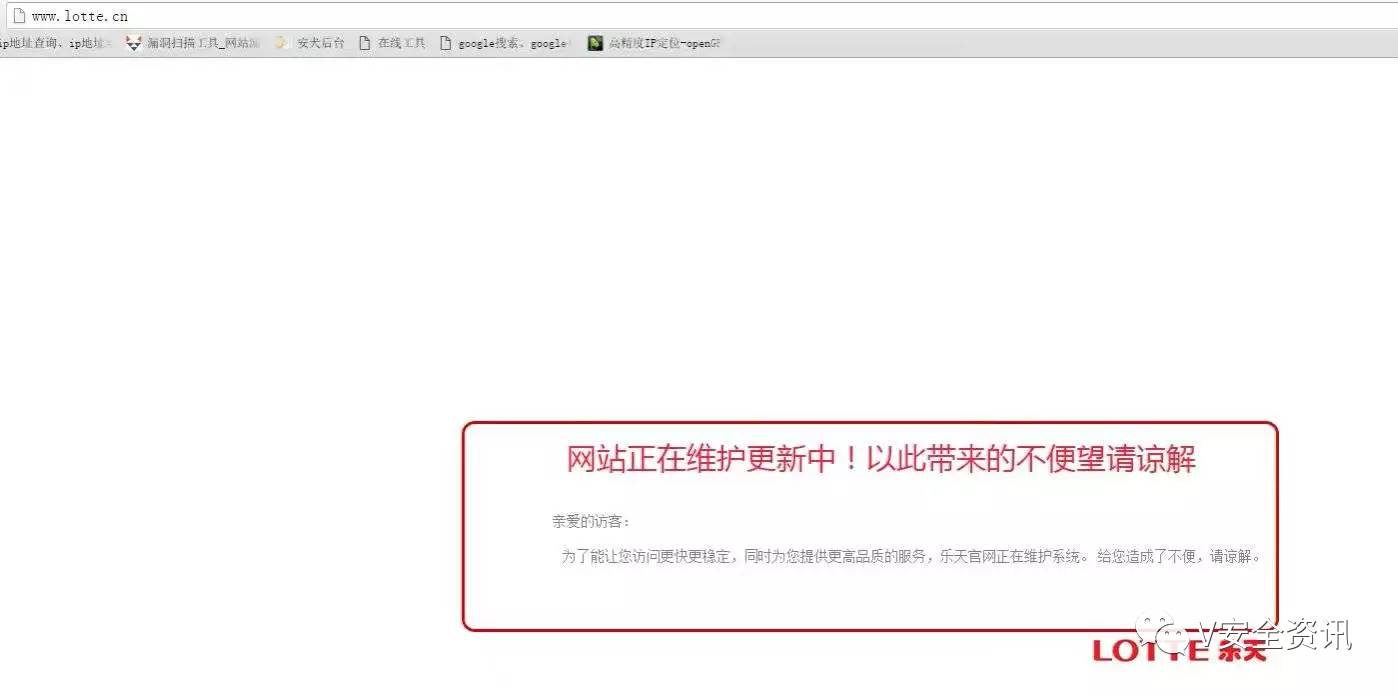 www.lotte.cn
ip地址查询、ip地址 漏洞扫描工具_网站漏 安犬后台 在线工具 google搜索、google 高精度IP定位-openG
网站正在维护更新中！以此带来的不便望请谅解
亲爱的访客：
为了能让您访问更快更稳定，同时为您提供更高品质的服务，乐天官网正在维护系统。 给您造成了不便，请谅解。
V安全资讯
LOTTE 乐天